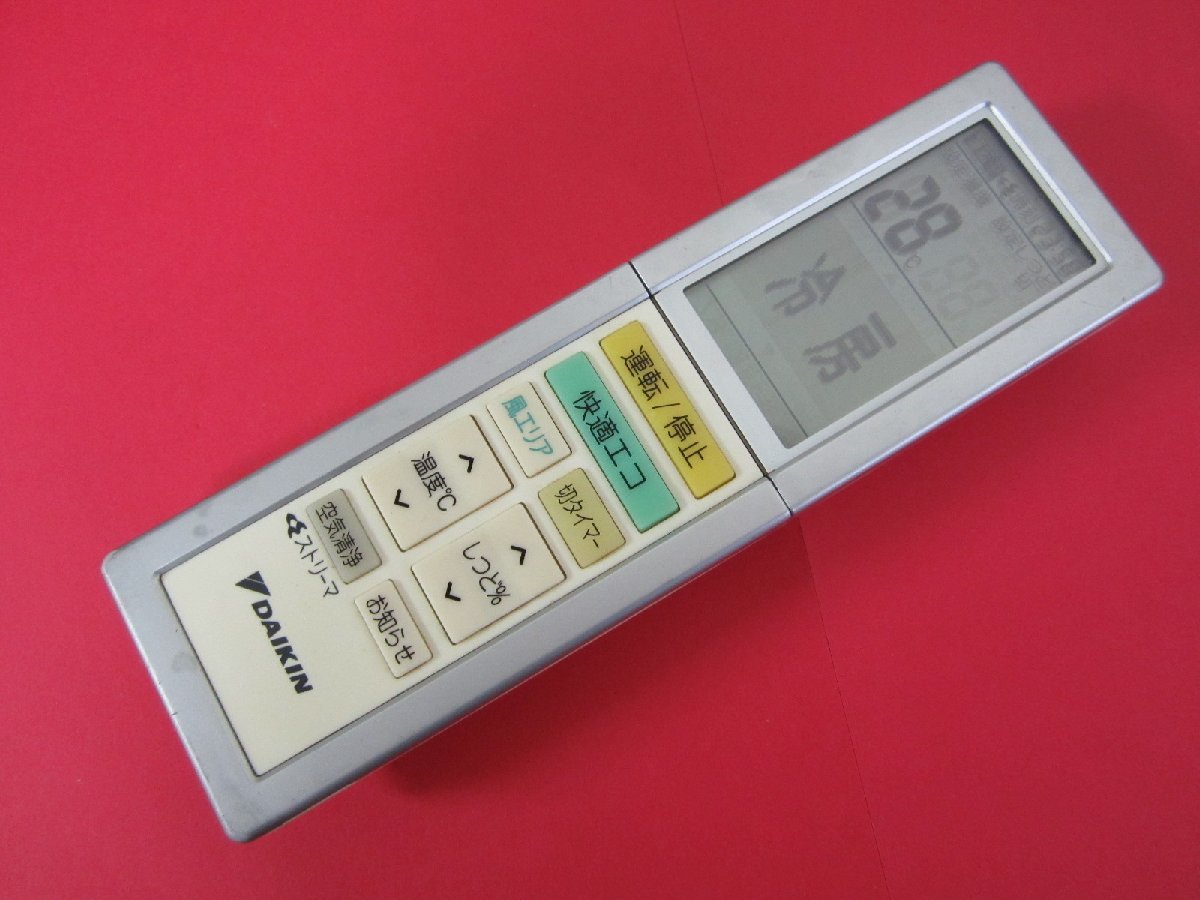 28℃
冷房
運転/停止
快適エコ
風エリア
切タイマー
温度℃
しつど%
空気清浄
ストリーマ
お知らせ
DAIKIN